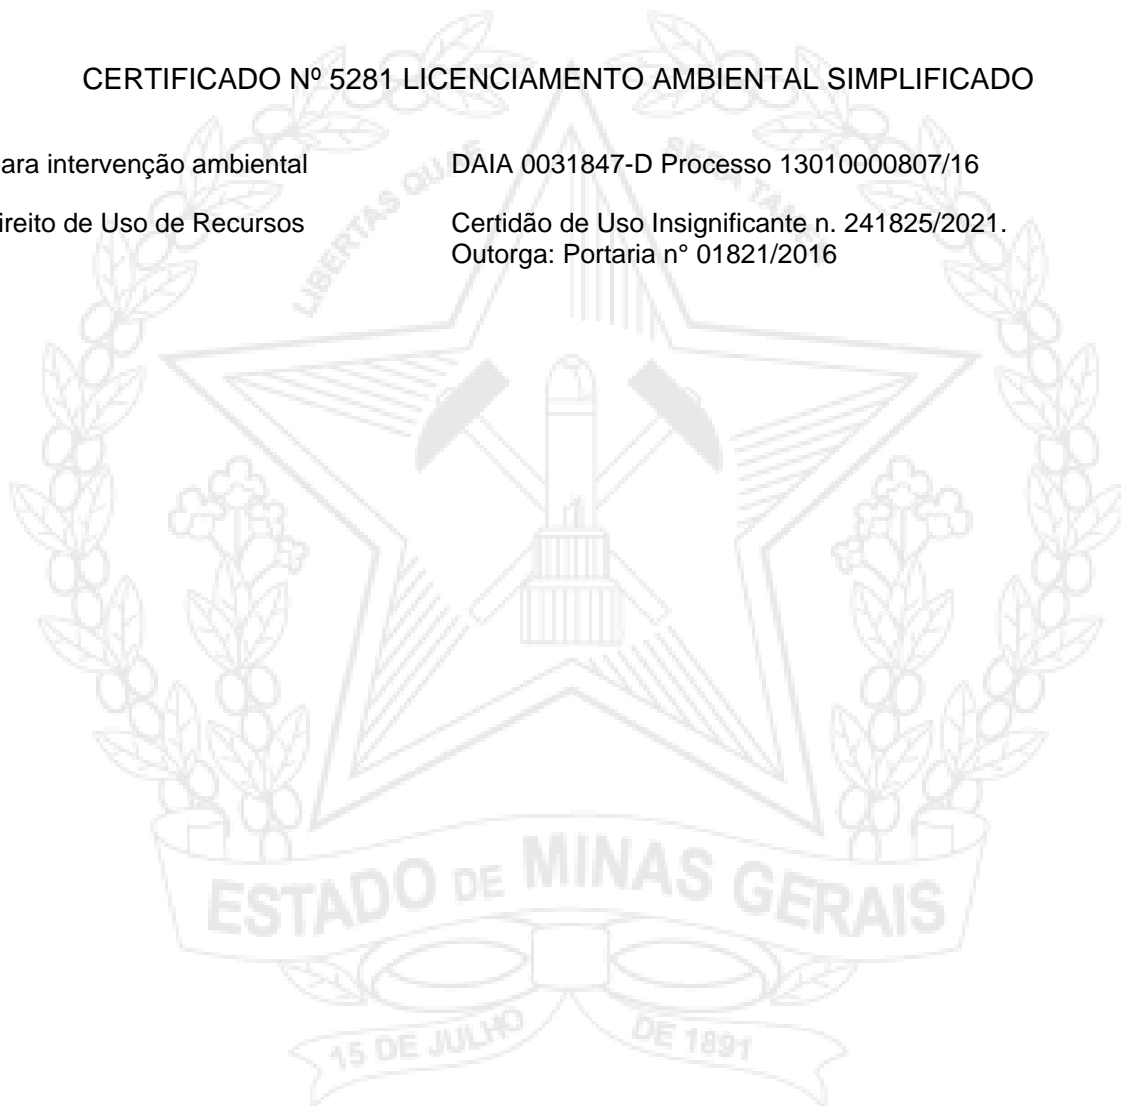 CERTIFICADO Nº 5281 LICENCIAMENTO AMBIENTAL SIMPLIFICADO
ara intervenção ambiental DAIA 0031847-D Processo 13010000807/16
ireito de Uso de Recursos Certidão de Uso Insignificante n. 241825/2021.
Outorga: Portaria n° 01821/2016
LIBERTAS QUAE SERA TAMEN
ESTADO DE MINAS GERAIS
15 DE JULHO DE 1891